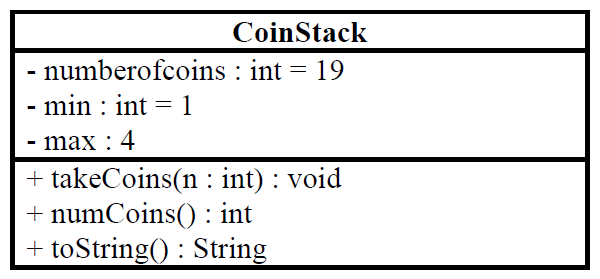 CoinStack
- numberofcoins : int = 19
- min : int = 1
- max : 4
+ takeCoins(n : int) : void
+ numCoins() : int
+ toString() : String